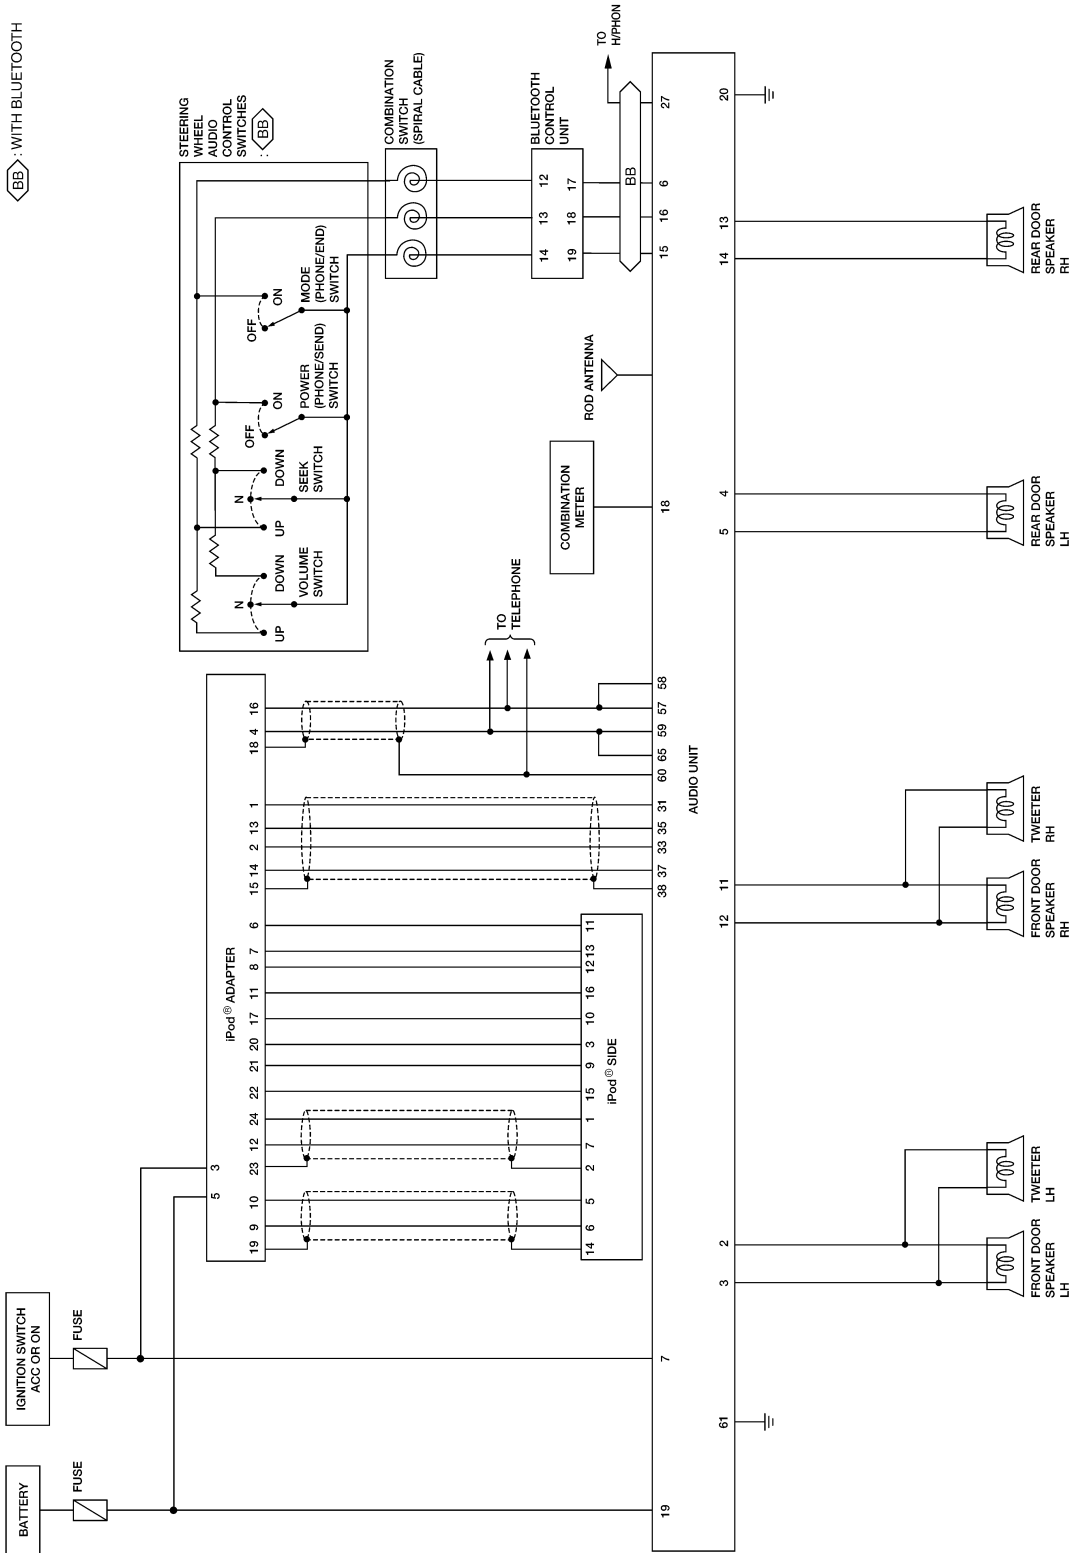 BATTERY
FUSE
IGNITION SWITCH
ACC OR ON
FUSE
iPod® ADAPTER
5
3
19
9
10
23
12
24
22
21
20
17
11
8
7
6
15
14
2
13
1
18
4
16
14
6
5
2
7
1
15
9
3
10
16
12
13
11
iPod® SIDE
TO
TELEPHONE
STEERING
WHEEL
AUDIO
CONTROL
SWITCHES
: BB
UP
N
DOWN
VOLUME
SWITCH
UP
N
DOWN
SEEK
SWITCH
OFF
ON
POWER
(PHONE/SEND)
SWITCH
OFF
ON
MODE
(PHONE/END)
SWITCH
COMBINATION
SWITCH
(SPIRAL CABLE)
BLUETOOTH
CONTROL
UNIT
14
13
12
19
18
17
BB
TO
H/PHON
BB : WITH BLUETOOTH
COMBINATION
METER
ROD ANTENNA
19
7
38
37
33
35
31
60
65
59
57
58
18
15
16
6
27
AUDIO UNIT
61
3
2
12
11
5
4
14
13
20
FRONT DOOR
SPEAKER
LH
TWEETER
LH
FRONT DOOR
SPEAKER
RH
TWEETER
RH
REAR DOOR
SPEAKER
LH
REAR DOOR
SPEAKER
RH